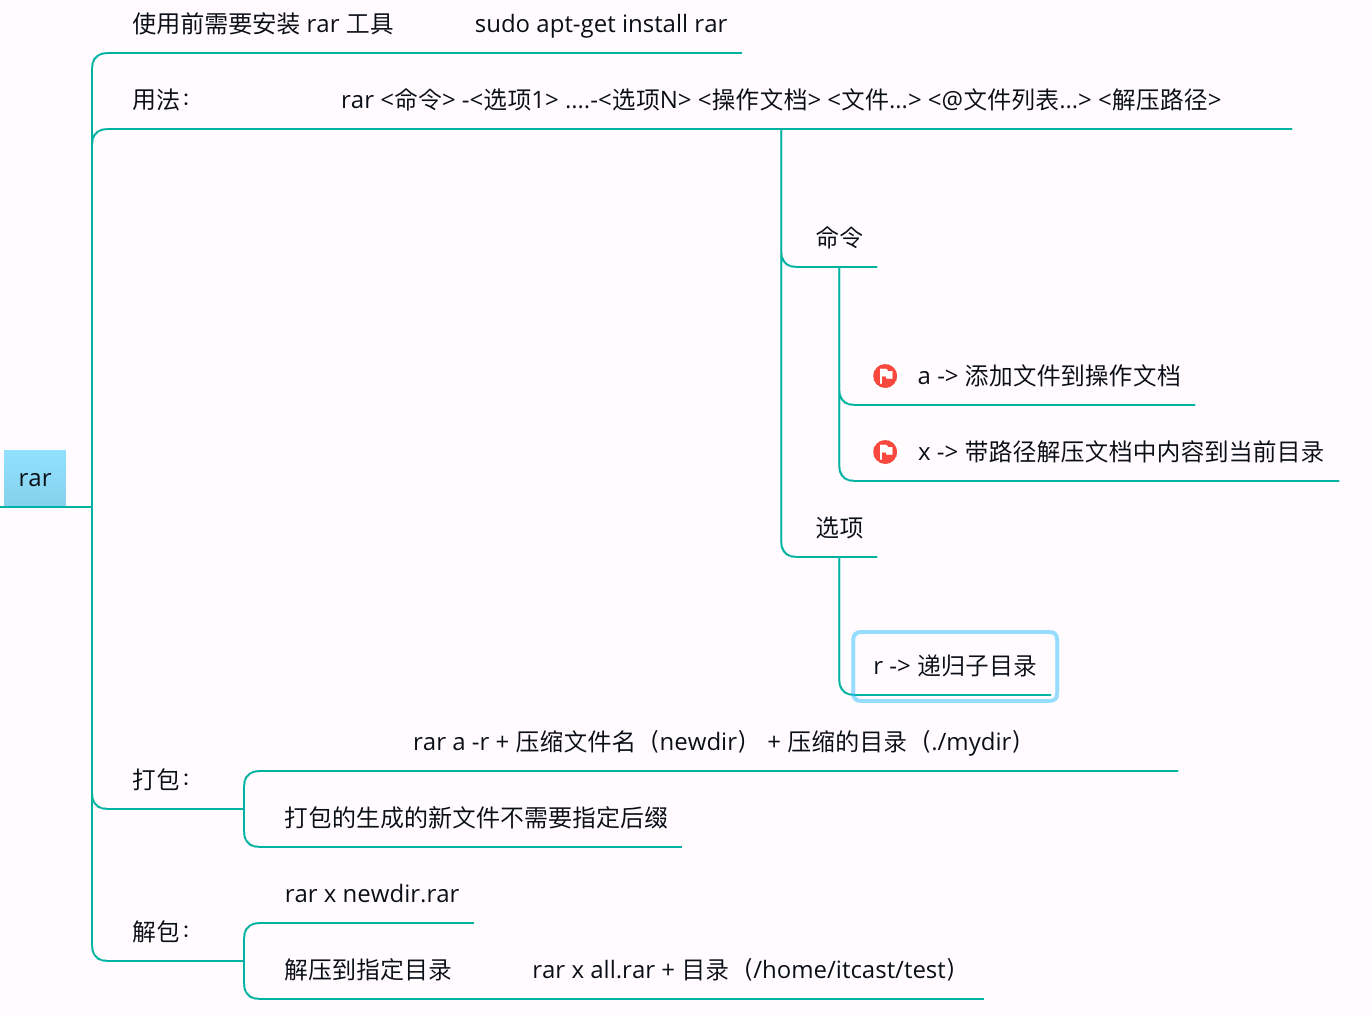 使用前需要安装 rar 工具 sudo apt-get install rar
用法： rar <命令> -<选项1> ....-<选项N> <操作文档> <文件...> <@文件列表...> <解压路径>
命令
a -> 添加文件到操作文档
x -> 带路径解压文档中内容到当前目录
rar
选项
r -> 递归子目录
rar a -r + 压缩文件名（newdir） + 压缩的目录（./mydir）
打包：
打包的生成的新文件不需要指定后缀
rar x newdir.rar
解包：
解压到指定目录 rar x all.rar + 目录（/home/itcast/test）